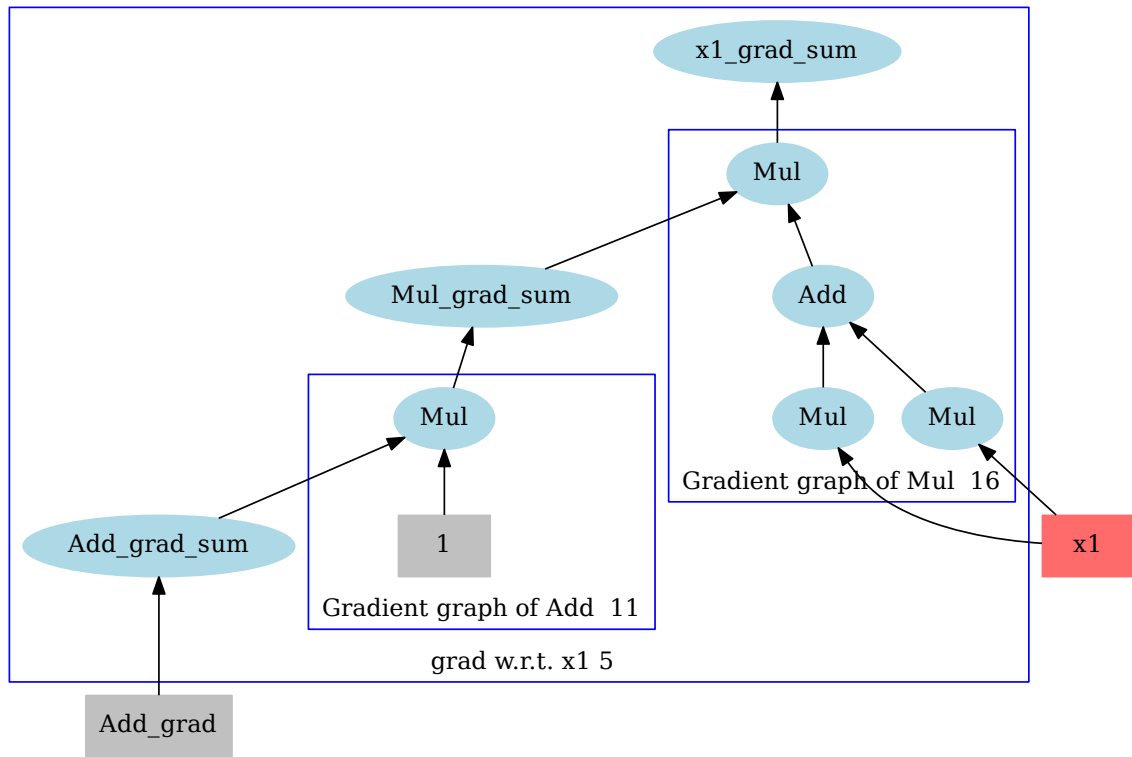 x1_grad_sum
Mul
Mul_grad_sum
Add
Mul
Mul
Mul
Gradient graph of Mul  16
Add_grad_sum
1
x1
Gradient graph of Add  11
grad w.r.t. x1 5
Add_grad